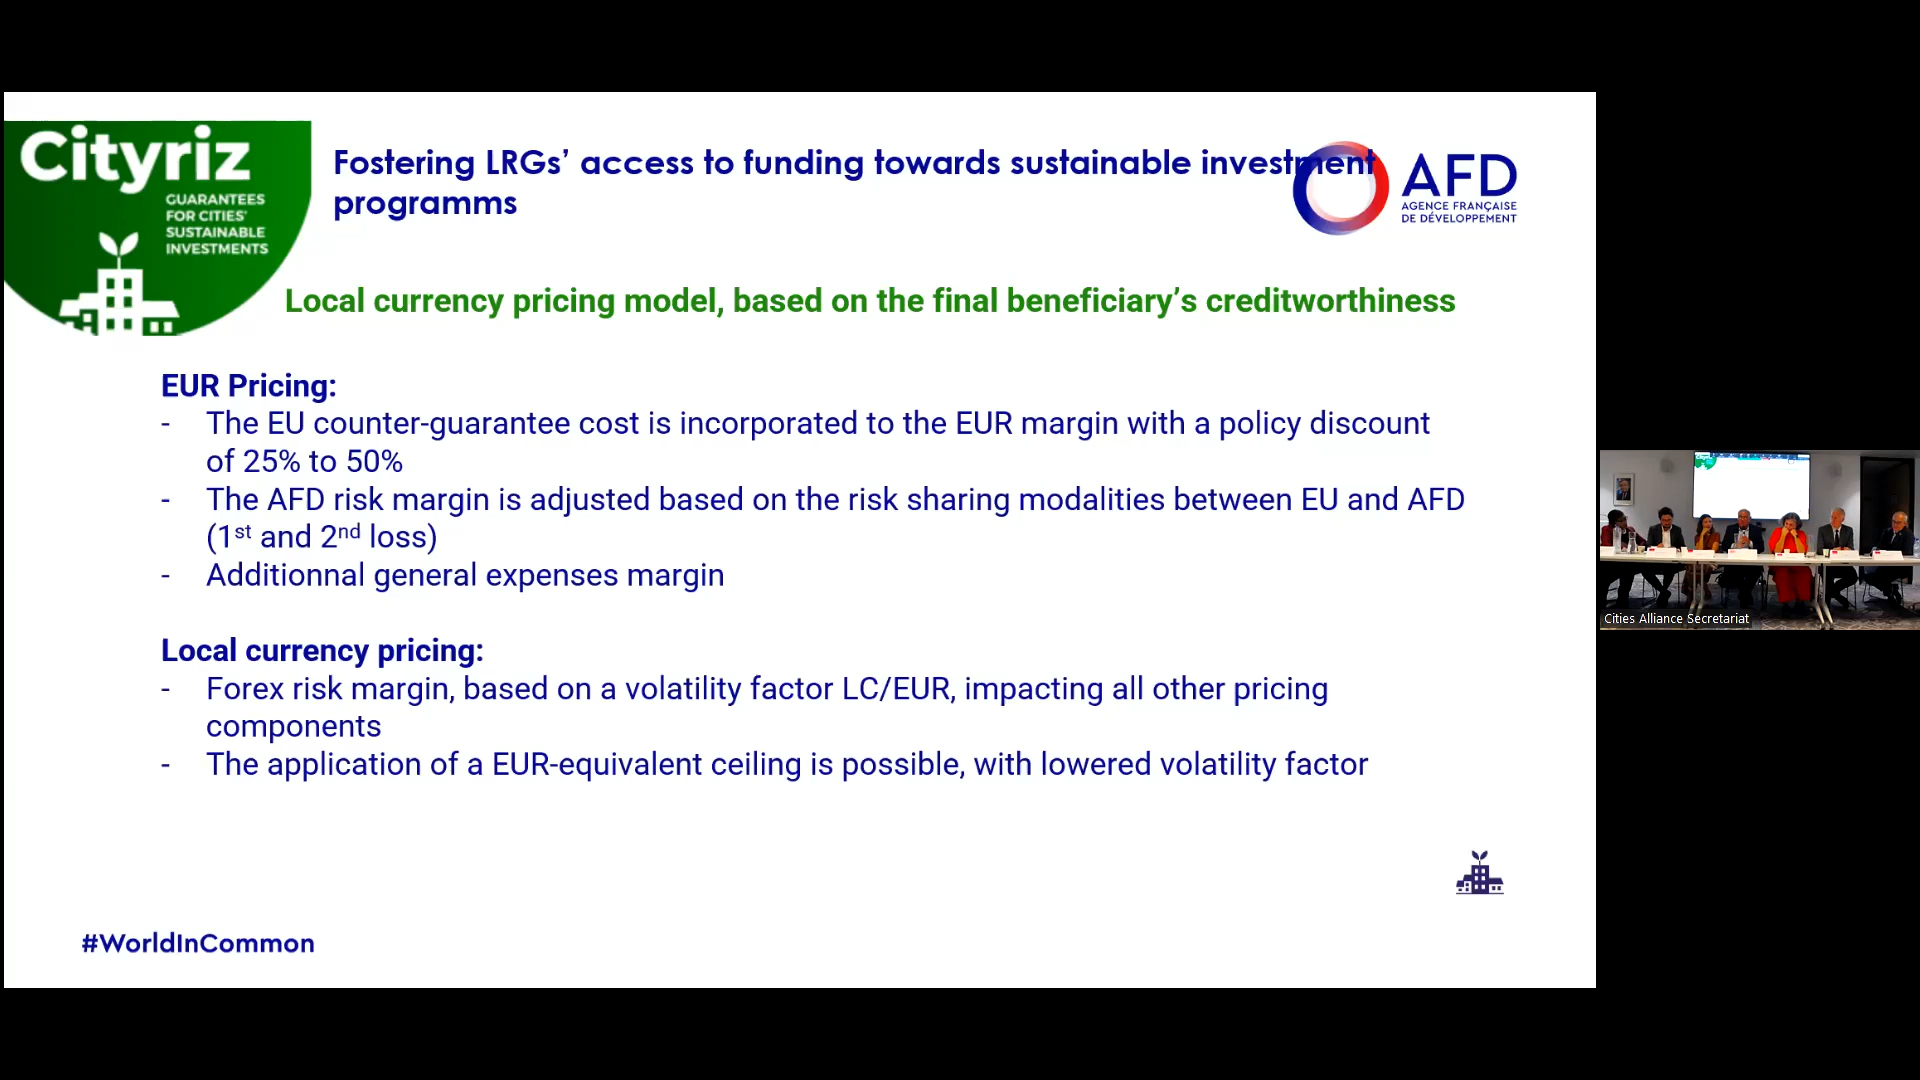 Cityriz
GUARANTEES
FOR CITIES'
SUSTAINABLE
INVESTMENTS
Fostering LRGs’ access to funding towards sustainable investment
programms
AFD
AGENCE FRANÇAISE
DE DÉVELOPPEMENT
Local currency pricing model, based on the final beneficiary’s creditworthiness
EUR Pricing:
- The EU counter-guarantee cost is incorporated to the EUR margin with a policy discount
of 25% to 50%
- The AFD risk margin is adjusted based on the risk sharing modalities between EU and AFD
(1st and 2nd loss)
- Additionnal general expenses margin
Local currency pricing:
- Forex risk margin, based on a volatility factor LC/EUR, impacting all other pricing
components
- The application of a EUR-equivalent ceiling is possible, with lowered volatility factor
#WorldInCommon
Cities Alliance Secretariat